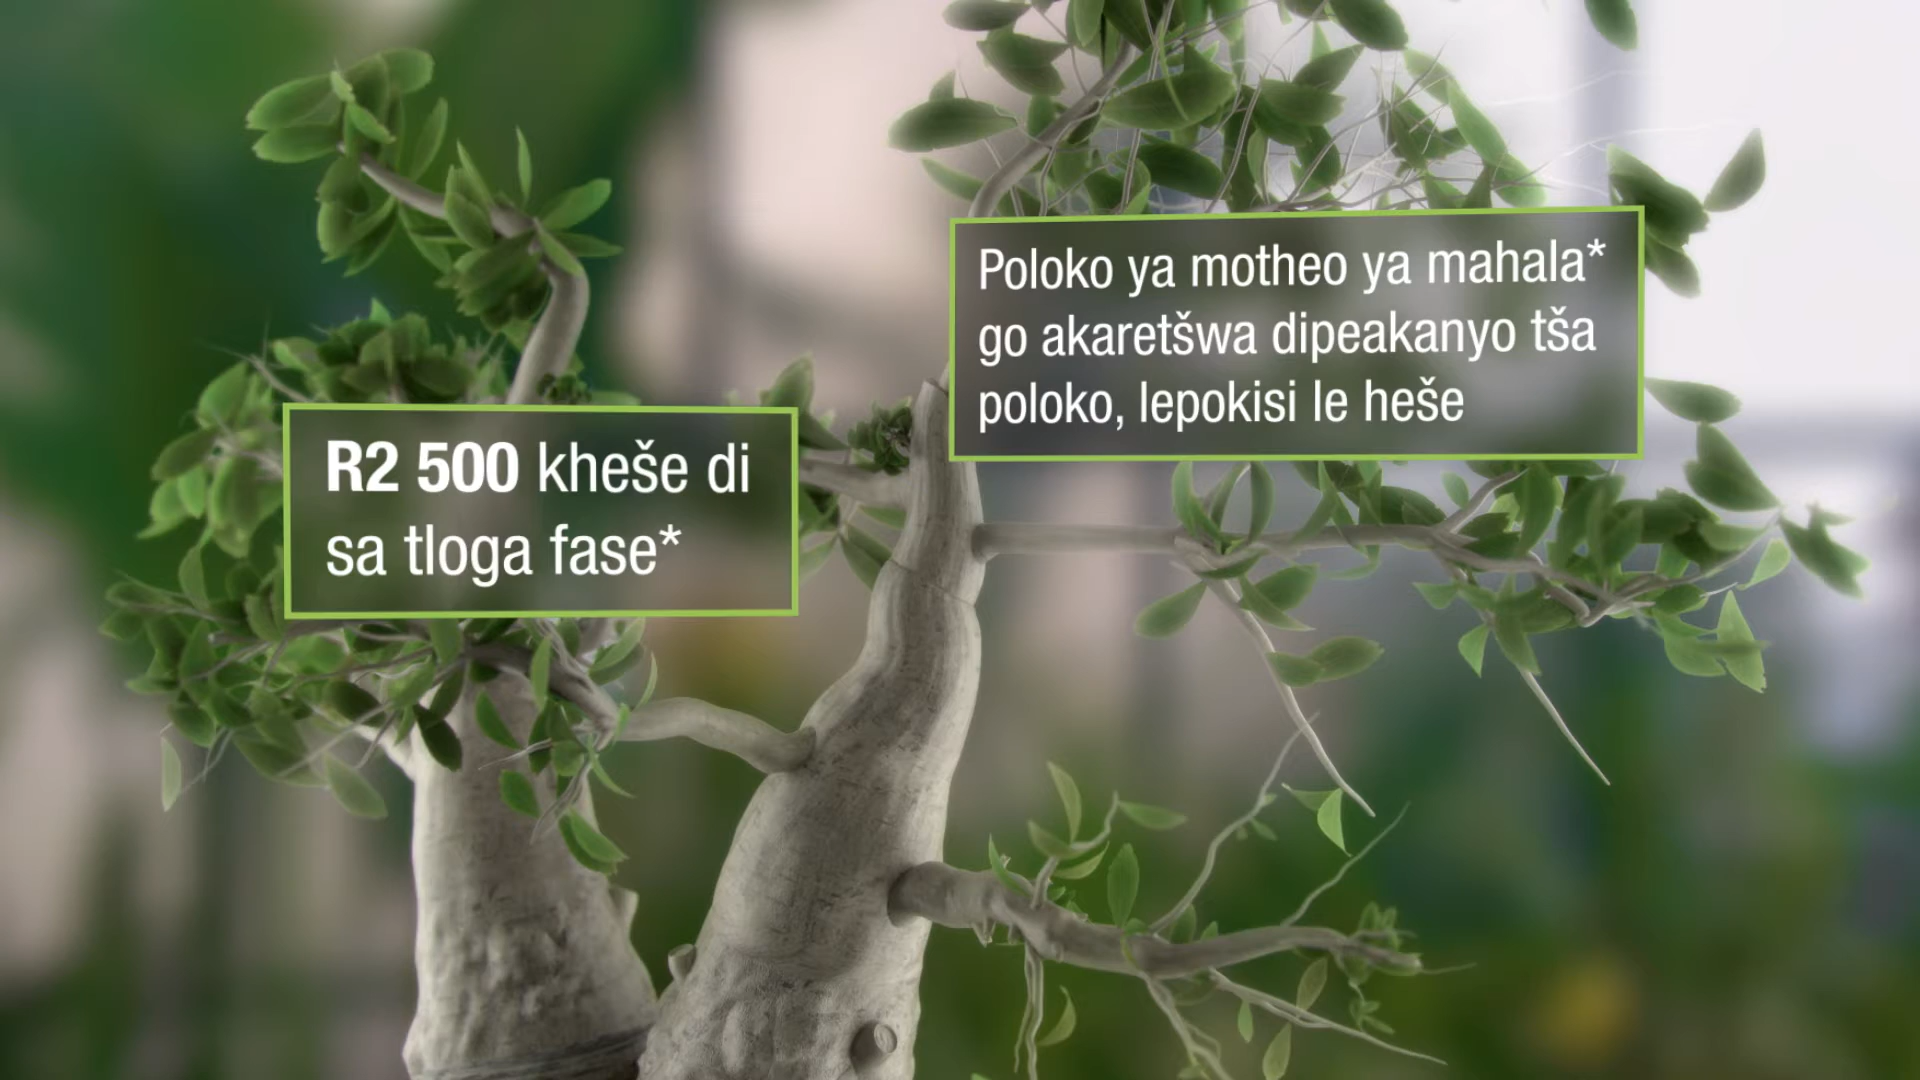 R2 500 kheše di
sa tloga fase*
Poloko ya motheo ya mahala*
go akaretšwa dipeakanyo tša
poloko, lepokisi le heše